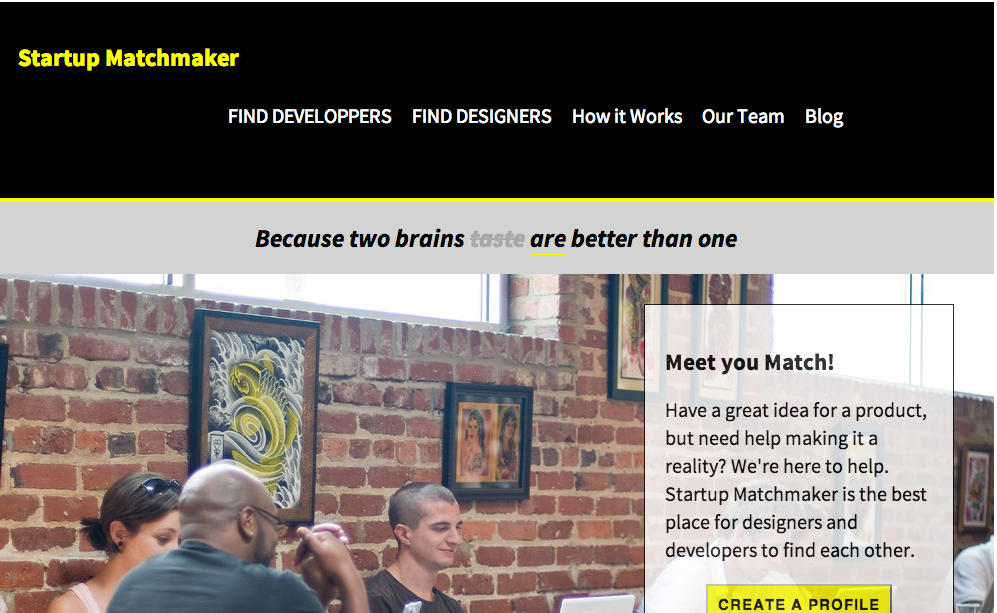 Startup Matchmaker
FIND DEVELOPPERS FIND DESIGNERS How it Works Our Team Blog
Because two brains taste are better than one
Meet you Match!
Have a great idea for a product,
but need help making it a
reality? We're here to help.
Startup Matchmaker is the best
place for designers and
developers to find each other.
CREATE A PROFILE